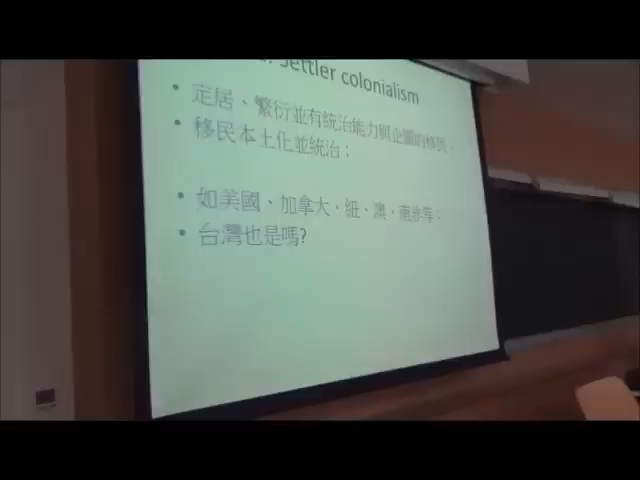 Settler colonialism
• 定居、繁衍並有統治能力與企圖的移民;
• 移民本土化並統治;
• 如美國、加拿大、紐、澳、南非等;
• 台灣也是嗎?